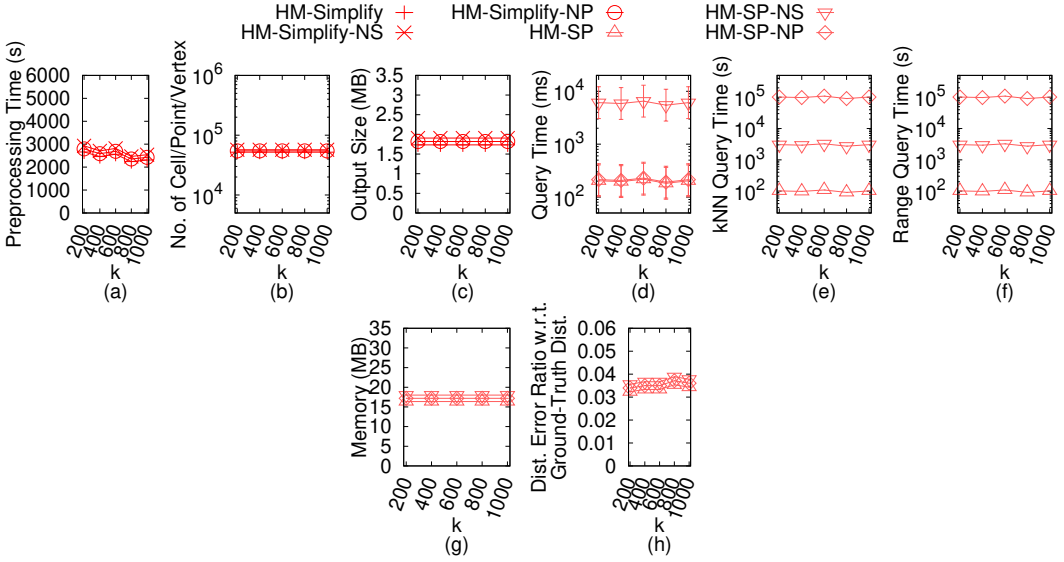 HM-Simplify HM-Simplify-NP HM-SP-NS
HM-Simplify-NS HM-SP HM-SP-NP
Preprocessing Time (s)
6000
5000
4000
3000
2000
1000
0
200 400 600 800 1000
k
(a)
No. of Cell/Point/Vertex
10^6
10^5
10^4
200 400 600 800 1000
k
(b)
Output Size (MB)
3.5
3
2.5
2
1.5
1
0.5
0
200 400 600 800 1000
k
(c)
Query Time (ms)
10^4
10^3
10^2
200 400 600 800 1000
k
(d)
kNN Query Time (s)
10^5
10^4
10^3
10^2
200 400 600 800 1000
k
(e)
Range Query Time (s)
10^5
10^4
10^3
10^2
200 400 600 800 1000
k
(f)
Memory (MB)
35
30
25
20
15
10
5
0
200 400 600 800 1000
k
(g)
Dist. Error Ratio w.r.t.
Ground-Truth Dist.
0.06
0.05
0.04
0.03
0.02
0.01
0
200 400 600 800 1000
k
(h)